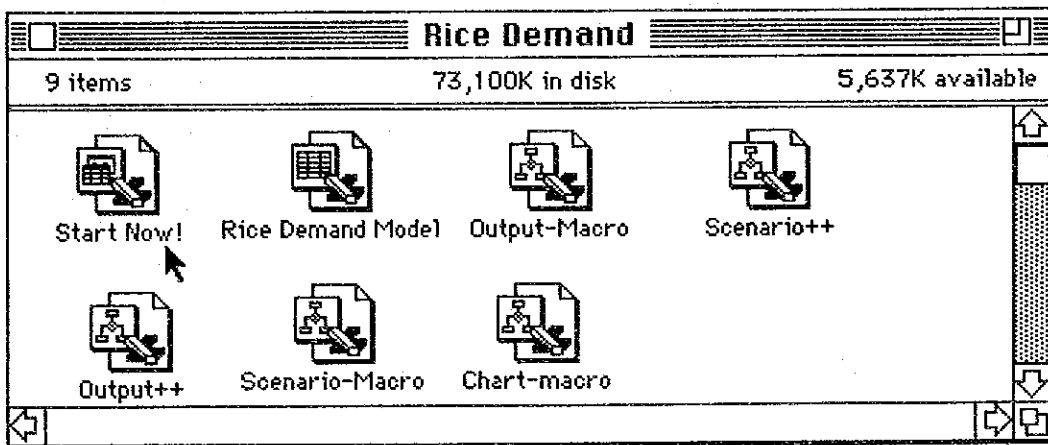 Rice Demand
9 items 73,100K in disk 5,637K available
Start Now! Rice Demand Model Output-Macro Scenario++
Output++ Scenario-Macro Chart-macro